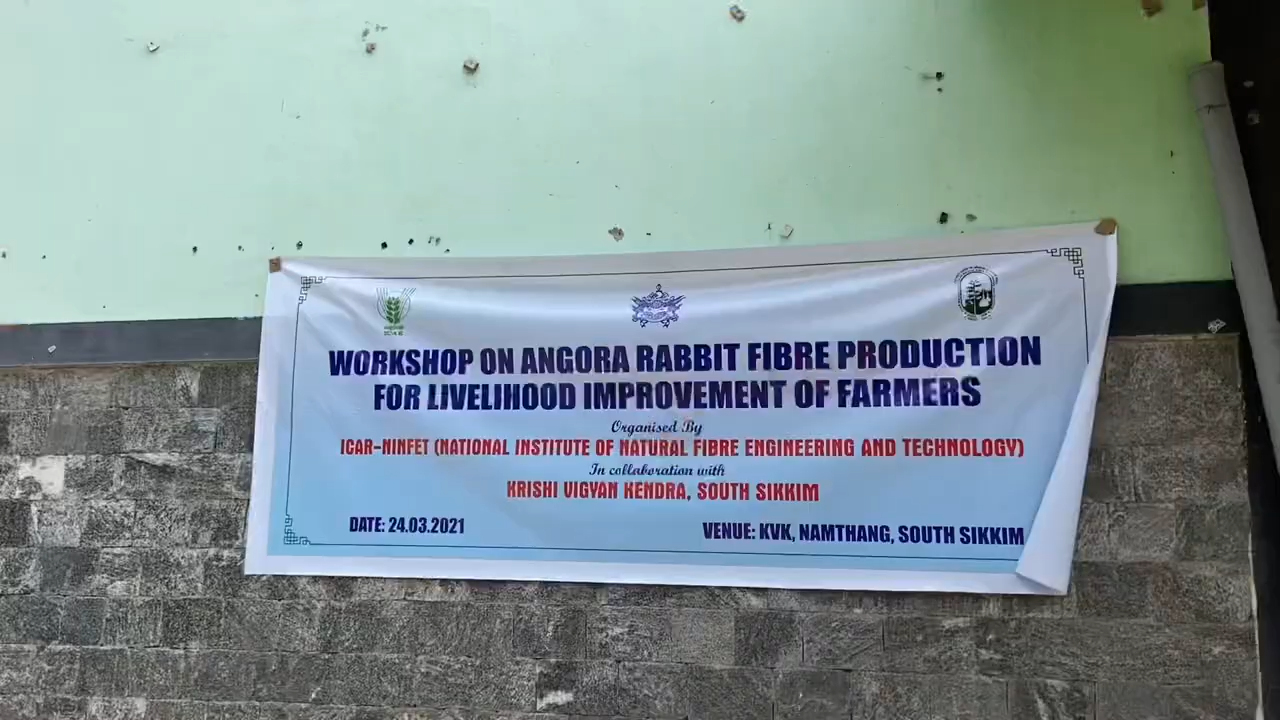 WORKSHOP ON ANGORA RABBIT FIBRE PRODUCTION
FOR LIVELIHOOD IMPROVEMENT OF FARMERS
Organised By
ICAR-NINFET (NATIONAL INSTITUTE OF NATURAL FIBRE ENGINEERING AND TECHNOLOGY)
In collaboration with
KRISHI VIGYAN KENDRA, SOUTH SIKKIM
DATE: 24.03.2021
VENUE: KVK, NAMTHANG, SOUTH SIKKIM